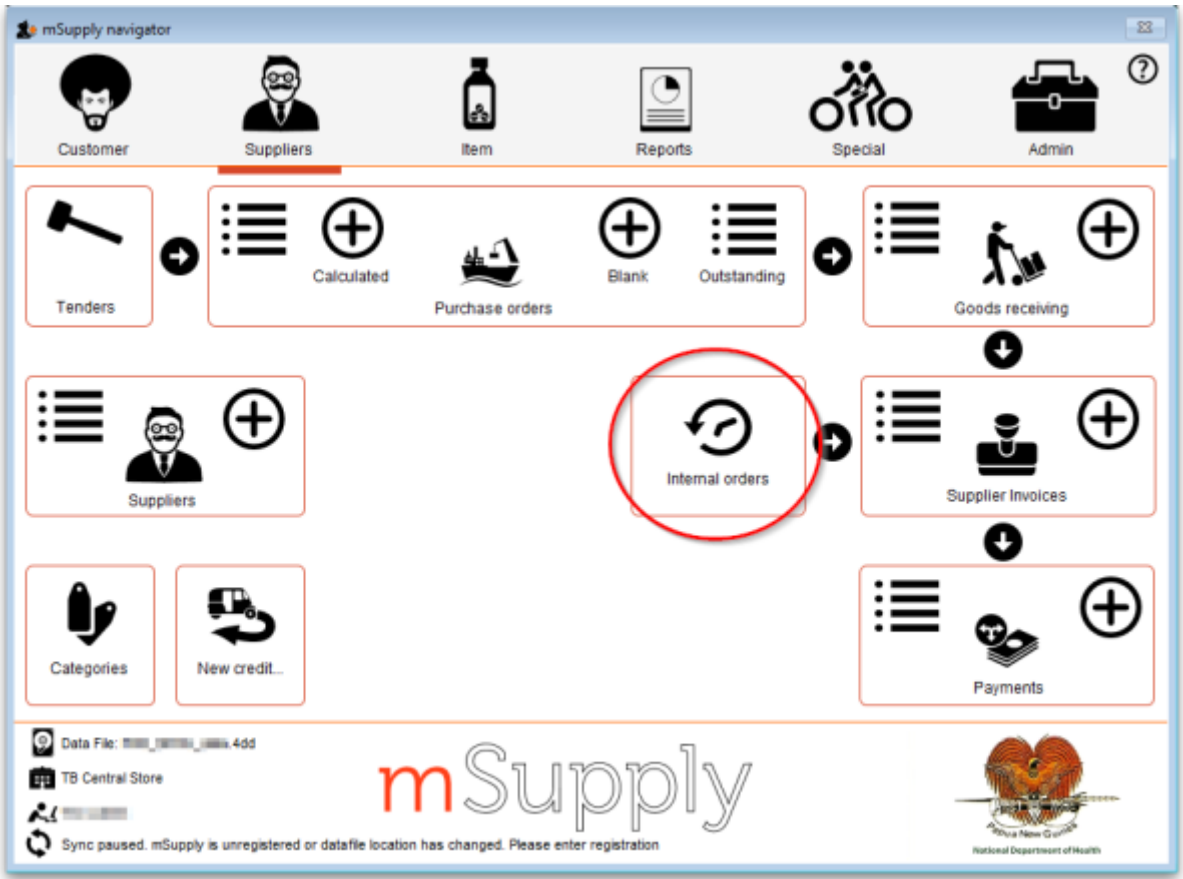 mSupply navigator
Customer
Suppliers
Item
Reports
Special
Admin
?
Tenders
Calculated
Blank
Outstanding
Purchase orders
Goods receiving
Suppliers
Internal orders
Supplier Invoices
Categories
New credit...
Payments
Data File: .4dd
TB Central Store
Sync paused. mSupply is unregistered or datafile location has changed. Please enter registration
mSupply
Papua New Guinea
National Department of Health